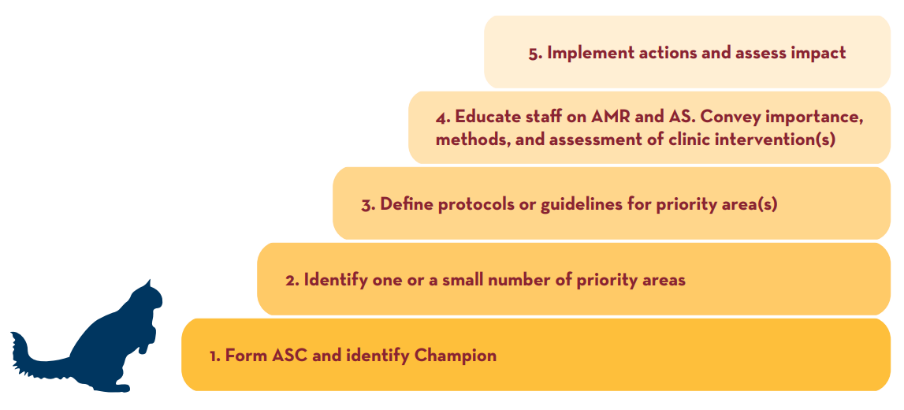 5. Implement actions and assess impact
4. Educate staff on AMR and AS. Convey importance,
methods, and assessment of clinic intervention(s)
3. Define protocols or guidelines for priority area(s)
2. Identify one or a small number of priority areas
1. Form ASC and identify Champion